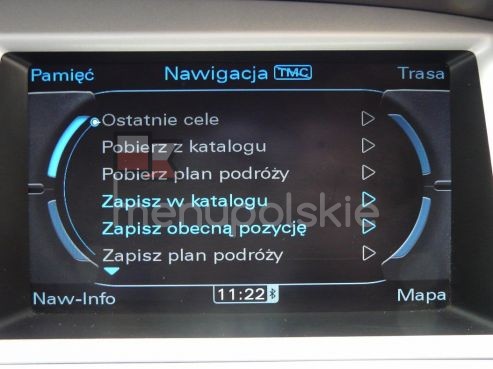 Pamięć
Nawigacja TMC
Trasa
Ostatnie cele
Pobierz z katalogu
Pobierz plan podróży
Zapisz w katalogu
menupolskie
Zapisz obecną pozycję
Zapisz plan podróży
Naw-Info
11:22
Mapa